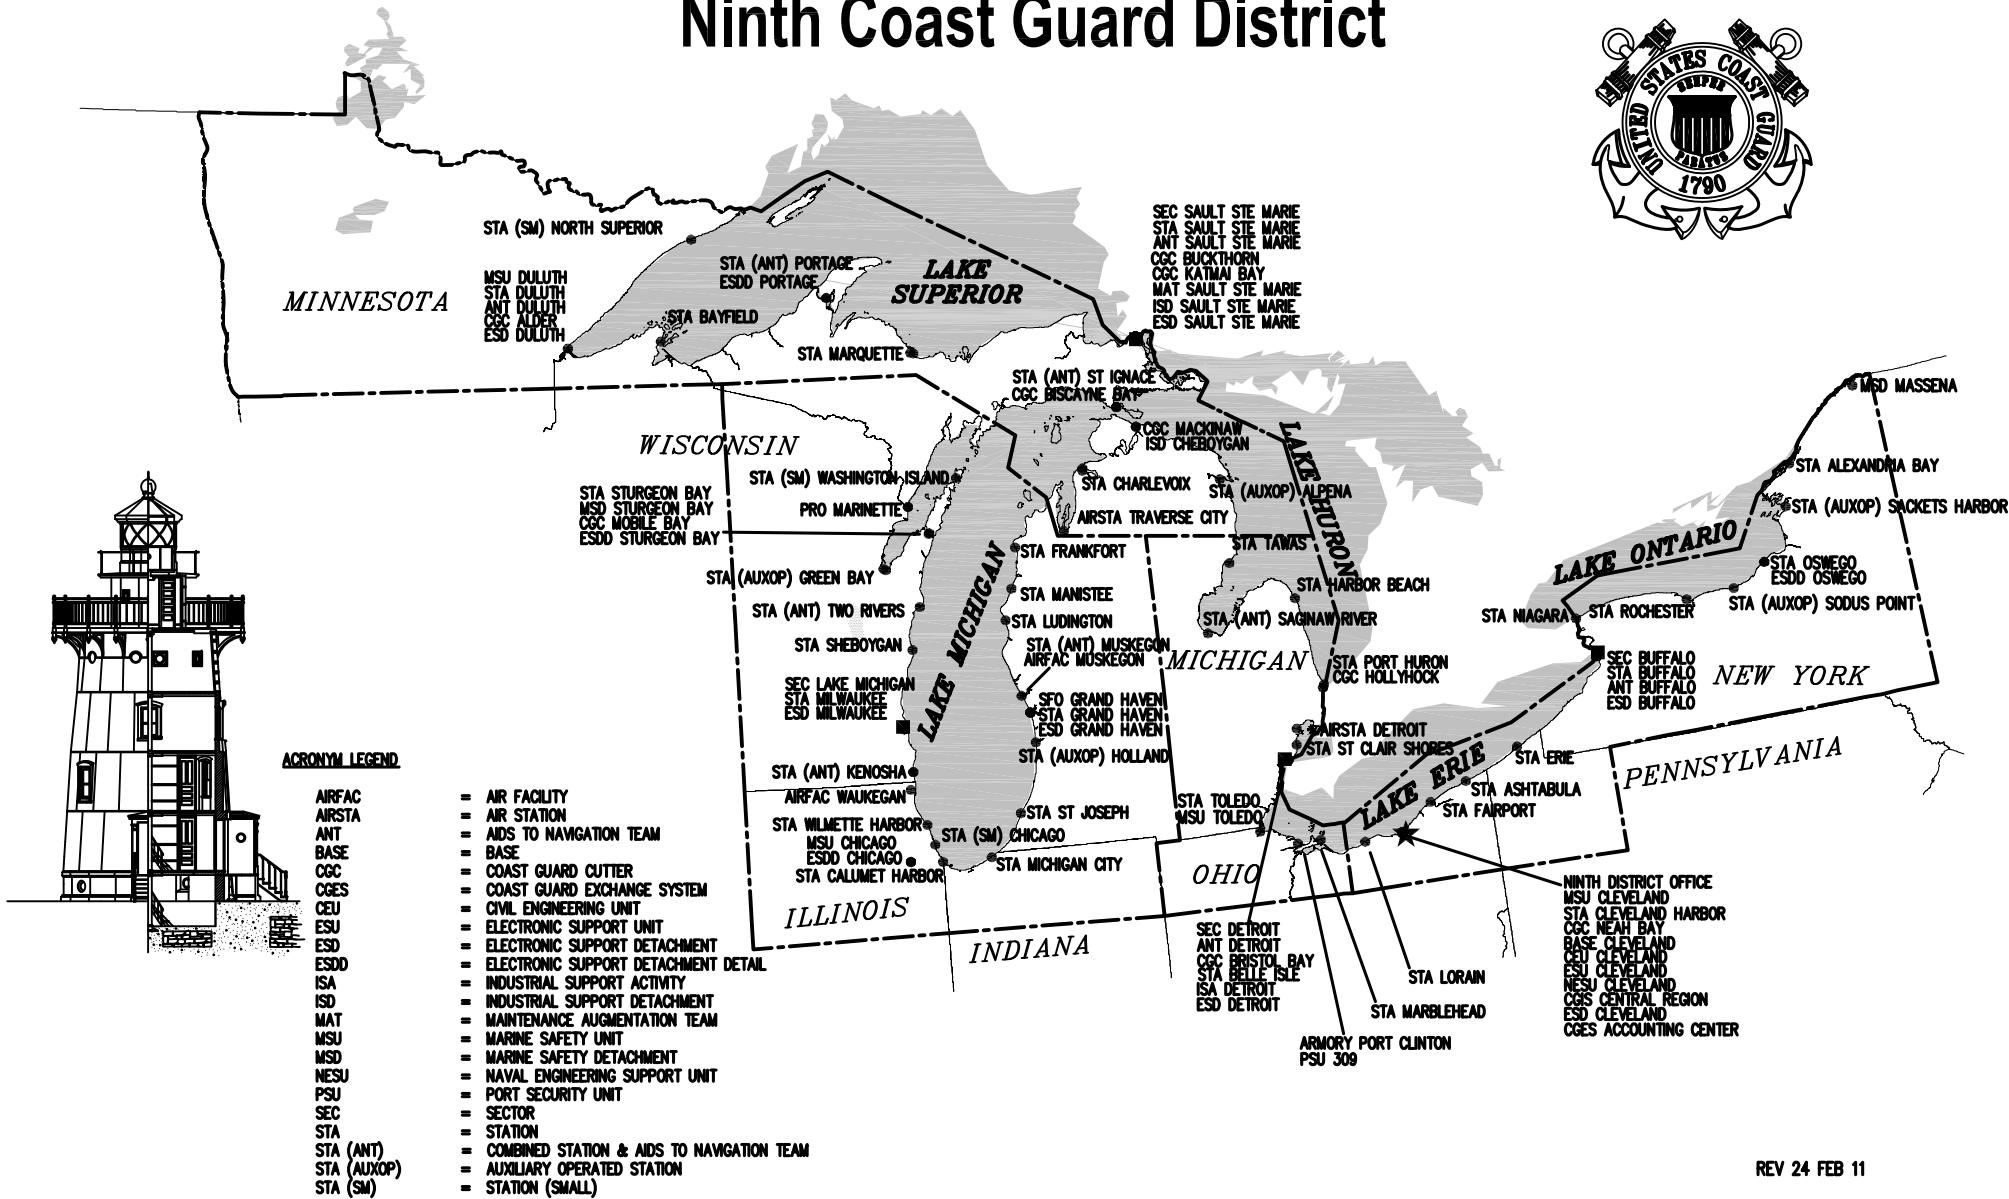 Ninth Coast Guard District
UNITED STATES COAST GUARD
SEMPER
PARATUS
1790
STA (SM) NORTH SUPERIOR
MSU DULUTH
STA DULUTH
ANT DULUTH
CGC ALDER
ESD DULUTH
MINNESOTA
STA (ANT) PORTAGE
ESDD PORTAGE
STA BAYFIELD
LAKE
SUPERIOR
STA MARQUETTE
SEC SAULT STE MARIE
STA SAULT STE MARIE
ANT SAULT STE MARIE
CGC BUCKTHORN
CGC KATMAI BAY
MAT SAULT STE MARIE
ISD SAULT STE MARIE
ESD SAULT STE MARIE
STA (ANT) ST IGNACE
CGC BISCAYNE BAY
CGC MACKINAW
ISD CHEBOYGAN
WISCONSIN
STA (SM) WASHINGTON ISLAND
STA STURGEON BAY
MSD STURGEON BAY
CGC MOBILE BAY
ESDD STURGEON BAY
PRO MARINETTE
STA (AUXOP) GREEN BAY
STA (ANT) TWO RIVERS
STA SHEBOYGAN
SEC LAKE MICHIGAN
STA MILWAUKEE
ESD MILWAUKEE
STA (ANT) KENOSHA
AIRFAC WAUKEGAN
STA WILMETTE HARBOR
MSU CHICAGO
ESDD CHICAGO
STA CALUMET HARBOR
STA (SM) CHICAGO
STA MICHIGAN CITY
ILLINOIS
INDIANA
LAKE MICHIGAN
STA CHARLEVOIX
AIRSTA TRAVERSE CITY
STA FRANKFORT
STA MANISTEE
STA LUDINGTON
STA (ANT) MUSKEGON
AIRFAC MUSKEGON
SFO GRAND HAVEN
STA GRAND HAVEN
ESD GRAND HAVEN
STA (AUXOP) HOLLAND
STA ST JOSEPH
MICHIGAN
LAKE HURON
STA (AUXOP) ALPENA
STA TAWAS
STA HARBOR BEACH
STA (ANT) SAGINAW RIVER
STA PORT HURON
CGC HOLLYHOCK
AIRSTA DETROIT
STA ST CLAIR SHORES
STA TOLEDO
MSU TOLEDO
OHIO
SEC DETROIT
ANT DETROIT
CGC BRISTOL BAY
STA BELLE ISLE
ISA DETROIT
ESD DETROIT
ARMORY PORT CLINTON
PSU 309
STA MARBLEHEAD
STA LORAIN
LAKE ERIE
STA FAIRPORT
STA ASHTABULA
STA ERIE
PENNSYLVANIA
NINTH DISTRICT OFFICE
MSU CLEVELAND
STA CLEVELAND HARBOR
CGC NEAH BAY
BASE CLEVELAND
CEU CLEVELAND
ESU CLEVELAND
NESU CLEVELAND
CGIS CENTRAL REGION
ESD CLEVELAND
CGES ACCOUNTING CENTER
MSD MASSENA
STA ALEXANDRIA BAY
STA (AUXOP) SACKETS HARBOR
LAKE ONTARIO
STA OSWEGO
ESDD OSWEGO
STA (AUXOP) SODUS POINT
STA ROCHESTER
STA NIAGARA
SEC BUFFALO
STA BUFFALO
ANT BUFFALO
ESD BUFFALO
NEW YORK
ACRONYM LEGEND
AIRFAC = AIR FACILITY
AIRSTA = AIR STATION
ANT = AIDS TO NAVIGATION TEAM
BASE = BASE
CGC = COAST GUARD CUTTER
CGES = COAST GUARD EXCHANGE SYSTEM
CEU = CIVIL ENGINEERING UNIT
ESU = ELECTRONIC SUPPORT UNIT
ESD = ELECTRONIC SUPPORT DETACHMENT
ESDD = ELECTRONIC SUPPORT DETACHMENT DETAIL
ISA = INDUSTRIAL SUPPORT ACTIVITY
ISD = INDUSTRIAL SUPPORT DETACHMENT
MAT = MAINTENANCE AUGMENTATION TEAM
MSU = MARINE SAFETY UNIT
MSD = MARINE SAFETY DETACHMENT
NESU = NAVAL ENGINEERING SUPPORT UNIT
PSU = PORT SECURITY UNIT
SEC = SECTOR
STA = STATION
STA (ANT) = COMBINED STATION & AIDS TO NAVIGATION TEAM
STA (AUXOP) = AUXILIARY OPERATED STATION
STA (SM) = STATION (SMALL)
REV 24 FEB 11